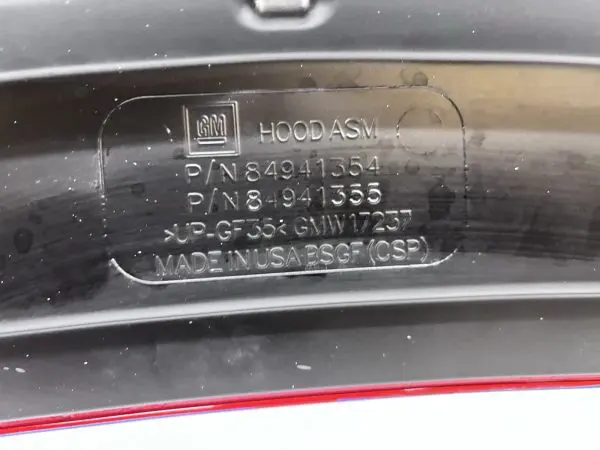 GM HOOD ASM
P/N 84941354
P/N 84941355
>UP-GF35< GMW17237
MADE IN USA BSGF (CSP)